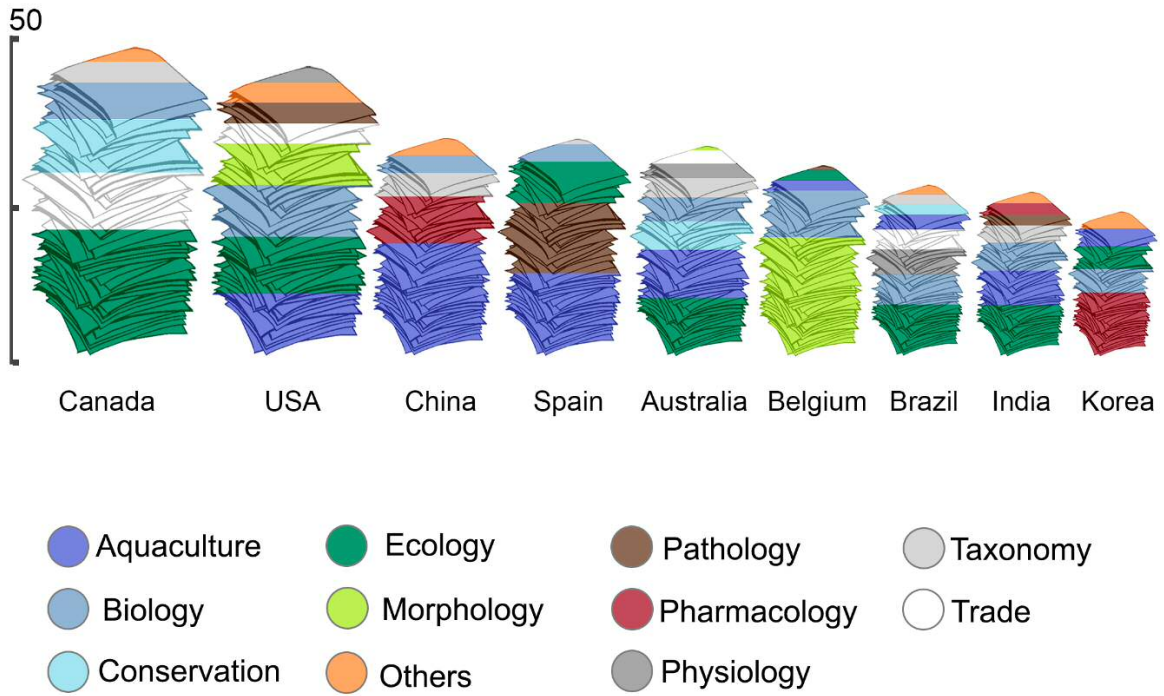 50
Canada USA China Spain Australia Belgium Brazil India Korea
Aquaculture Ecology Pathology Taxonomy
Biology Morphology Pharmacology Trade
Conservation Others Physiology